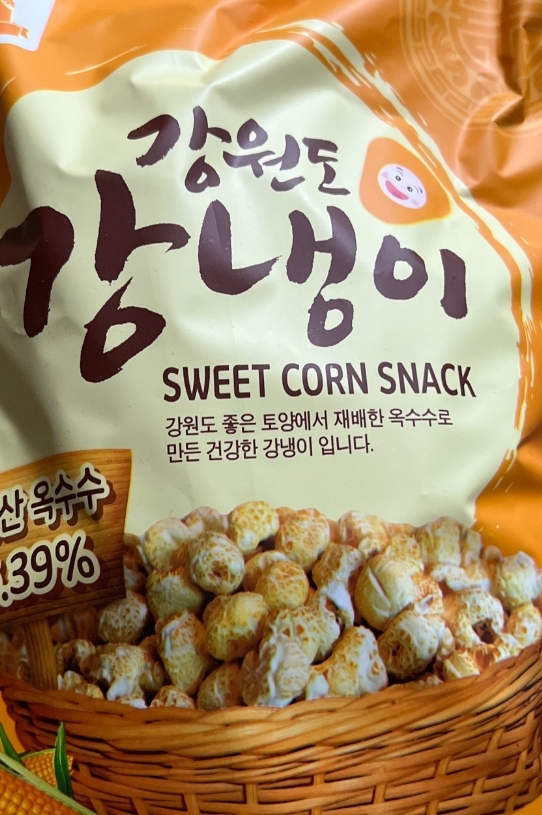 강원도
강냉이
SWEET CORN SNACK
강원도 좋은 토양에서 재배한 옥수수로
만든 건강한 강냉이 입니다.
산 옥수수
.39%